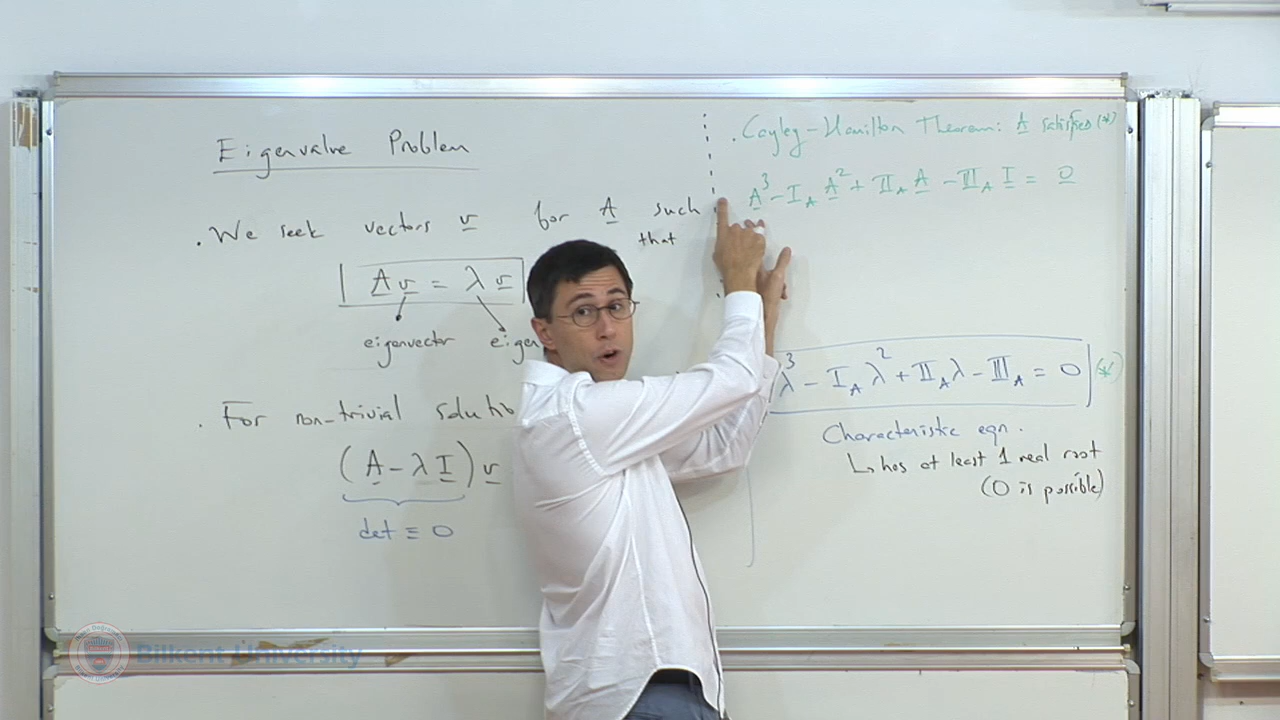 Eigenvalue Problem
. We seek vectors v for A such
that
A v = λ v
eigenvector eigen
. For non-trivial solutio
(A - λ I) v
det ≡ 0
. Cayley-Hamilton Theorem: A satisfies (*)
A³ - I_A A² + II_A A - III_A I = 0
λ³ - I_A λ² + II_A λ - III_A = 0 (*)
Characteristic eqn.
↳ has at least 1 real root
(0 is possible)
Bilkent University